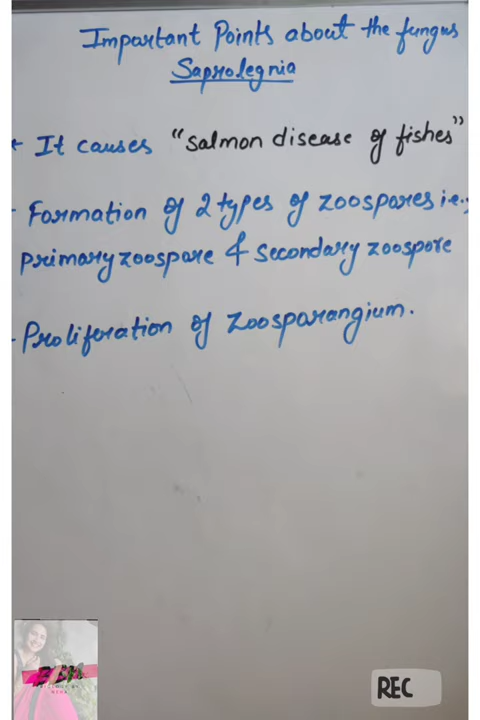 Important Points about the fungus
Saprolegnia
It causes "salmon disease of fishes"
Formation of 2 types of zoospores i.e.;
primary zoospore & secondary zoospore
Proliferation of Zoosporangium.
REC